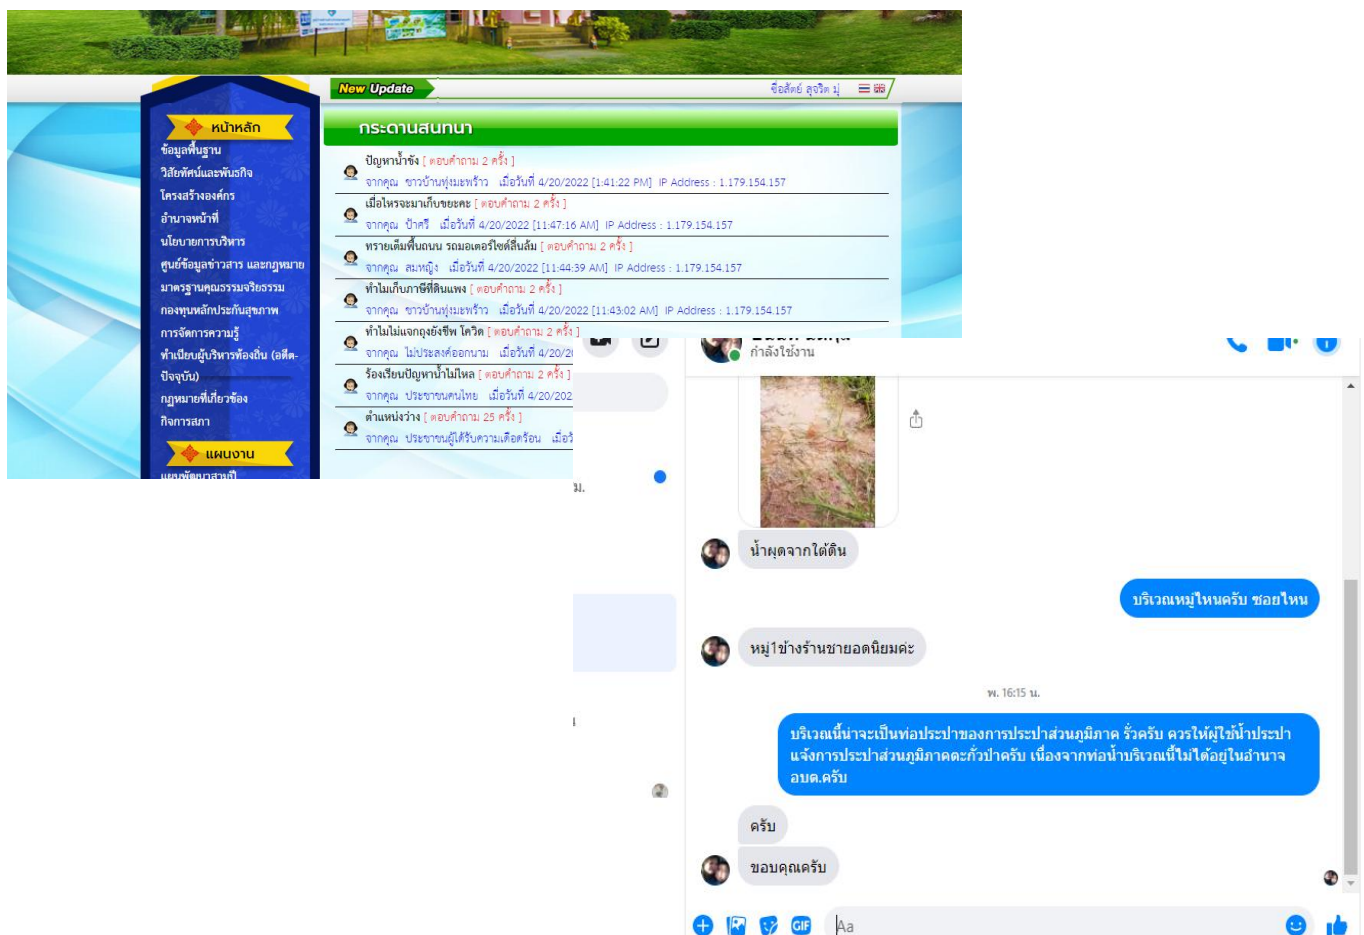 New Update
ซื่อสัตย์ สุจริต มุ่
หน้าหลัก
ข้อมูลพื้นฐาน
วิสัยทัศน์และพันธกิจ
โครงสร้างองค์กร
อำนาจหน้าที่
นโยบายการบริหาร
ศูนย์ข้อมูลข่าวสาร และกฎหมาย
มาตรฐานคุณธรรมจริยธรรม
กองทุนหลักประกันสุขภาพ
การจัดการความรู้
ทำเนียบผู้บริหารท้องถิ่น (อดีต-
ปัจจุบัน)
กฎหมายที่เกี่ยวข้อง
กิจการสภา
แผนงาน
แผนพัฒนาสามปี
กระดานสนทนา
ปัญหาน้ำขัง [ ตอบคำถาม 2 ครั้ง ]
จากคุณ ชาวบ้านทุ่งมะพร้าว เมื่อวันที่ 4/20/2022 [1:41:22 PM] IP Address : 1.179.154.157
เมื่อไหรจะมาเก็บขยะคะ [ ตอบคำถาม 2 ครั้ง ]
จากคุณ ป้าศรี เมื่อวันที่ 4/20/2022 [11:47:16 AM] IP Address : 1.179.154.157
ทรายเต็มพื้นถนน รถมอเตอร์ไซค์ลื่นล้ม [ ตอบคำถาม 2 ครั้ง ]
จากคุณ สมหญิง เมื่อวันที่ 4/20/2022 [11:44:39 AM] IP Address : 1.179.154.157
ทำไมเก็บภาษีที่ดินแพง [ ตอบคำถาม 2 ครั้ง ]
จากคุณ ชาวบ้านทุ่งมะพร้าว เมื่อวันที่ 4/20/2022 [11:43:02 AM] IP Address : 1.179.154.157
ทำไมไม่แจกถุงยังชีพ โควิด [ ตอบคำถาม 2 ครั้ง ]
จากคุณ ไม่ประสงค์ออกนาม เมื่อวันที่ 4/20/20
ร้องเรียนปัญหาน้ำไม่ไหล [ ตอบคำถาม 2 ครั้ง ]
จากคุณ ประชาชนคนไทย เมื่อวันที่ 4/20/202
ตำแหน่งว่าง [ ตอบคำถาม 25 ครั้ง ]
จากคุณ ประชาชนผู้ได้รับความเดือดร้อน เมื่อวั
กำลังใช้งาน
ม.
น้ำผุดจากใต้ดิน
บริเวณหมู่ไหนครับ ซอยไหน
หมู่1ข้างร้านชายอดนิยมค่ะ
พ. 16:15 น.
บริเวณนี้น่าจะเป็นท่อประปาของการประปาส่วนภูมิภาค รั่วครับ ควรให้ผู้ใช้น้ำประปา
แจ้งการประปาส่วนภูมิภาคตะกั่วป่าครับ เนื่องจากท่อน้ำบริเวณนี้ไม่ได้อยู่ในอำนาจ
อบต.ครับ
ครับ
ขอบคุณครับ
GIF
Aa